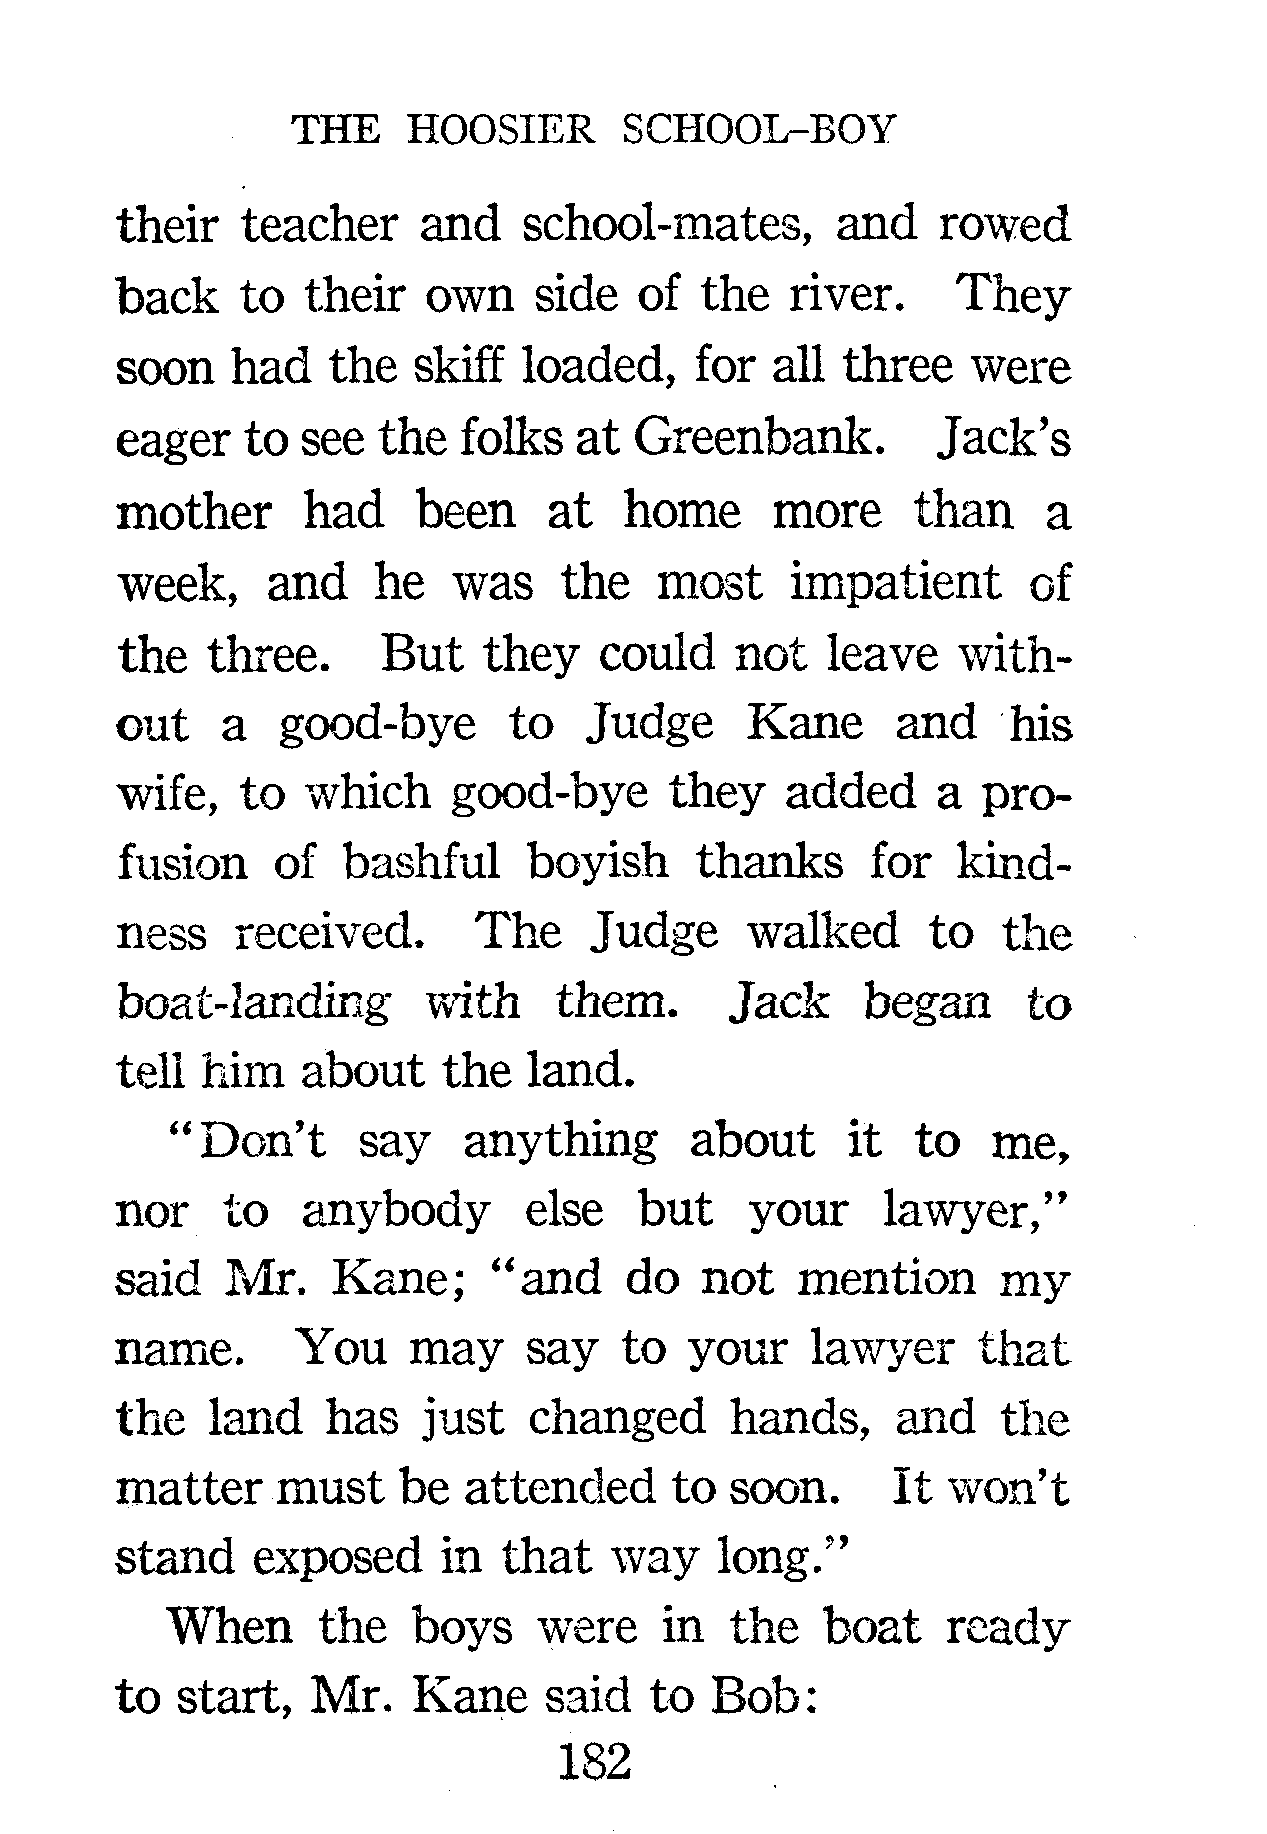 THE HOOSIER SCHOOL-BOY
their teacher and school-mates, and rowed
back to their own side of the river. They
soon had the skiff loaded, for all three were
eager to see the folks at Greenbank. Jack's
mother had been at home more than a
week, and he was the most impatient of
the three. But they could not leave with-
out a good-bye to Judge Kane and his
wife, to which good-bye they added a pro-
fusion of bashful boyish thanks for kind-
ness received. The Judge walked to the
boat-landing with them. Jack began to
tell him about the land.
"Don't say anything about it to me,
nor to anybody else but your lawyer,"
said Mr. Kane; "and do not mention my
name. You may say to your lawyer that
the land has just changed hands, and the
matter must be attended to soon. It won't
stand exposed in that way long."
When the boys were in the boat ready
to start, Mr. Kane said to Bob:
182